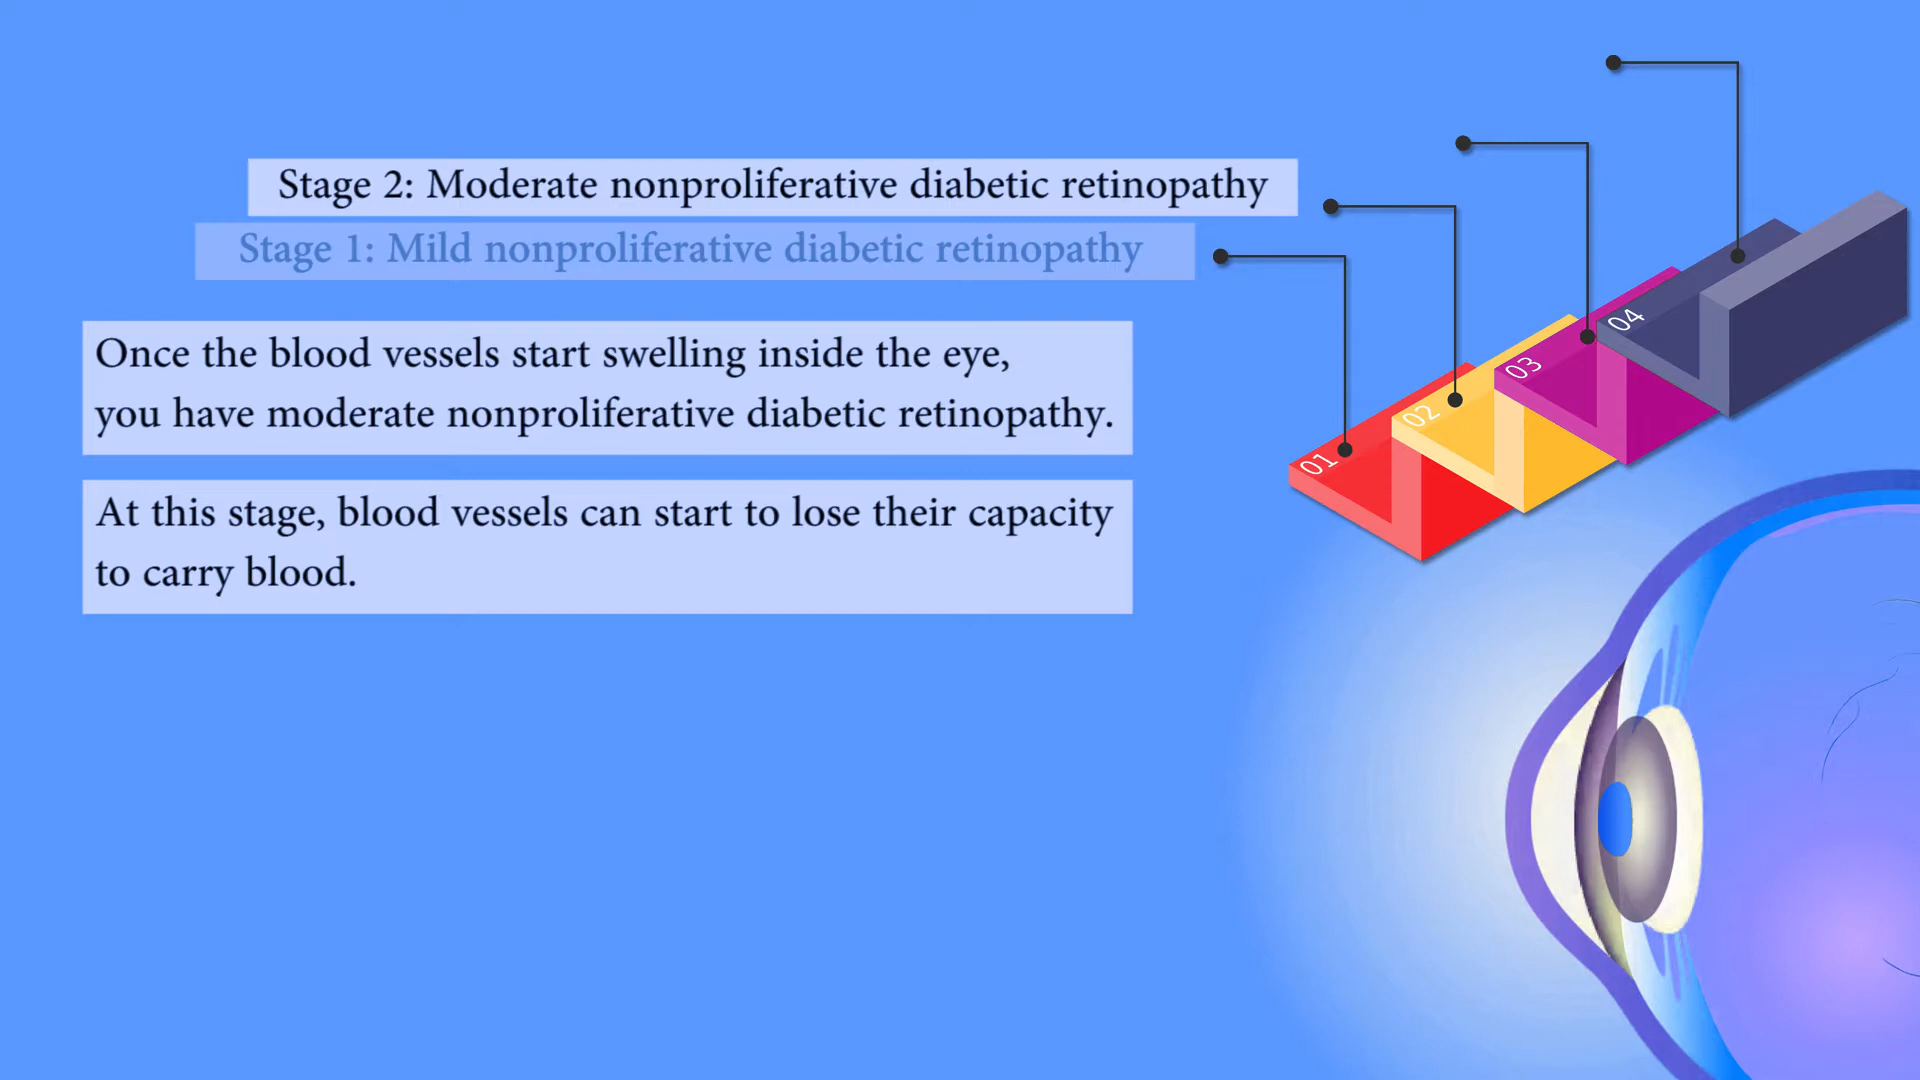 Stage 2: Moderate nonproliferative diabetic retinopathy
Stage 1: Mild nonproliferative diabetic retinopathy
Once the blood vessels start swelling inside the eye,
you have moderate nonproliferative diabetic retinopathy.
At this stage, blood vessels can start to lose their capacity
to carry blood.
01
02
03
04